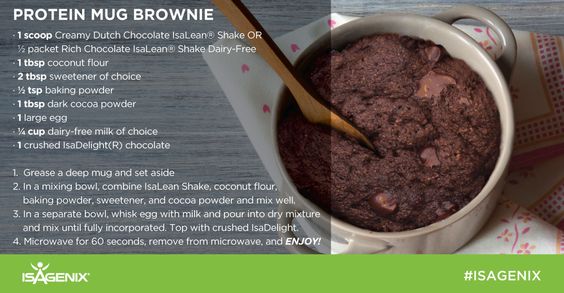 PROTEIN MUG BROWNIE
· 1 scoop Creamy Dutch Chocolate IsaLean® Shake OR
½ packet Rich Chocolate IsaLean® Shake Dairy-Free
· 1 tbsp coconut flour
· 2 tbsp sweetener of choice
· ½ tsp baking powder
· 1 tbsp dark cocoa powder
· 1 large egg
· ¼ cup dairy-free milk of choice
· 1 crushed IsaDelight(R) chocolate
1. Grease a deep mug and set aside
2. In a mixing bowl, combine IsaLean Shake, coconut flour,
baking powder, sweetener, and cocoa powder and mix well.
3. In a separate bowl, whisk egg with milk and pour into dry mixture
and mix until fully incorporated. Top with crushed IsaDelight.
4. Microwave for 60 seconds, remove from microwave, and ENJOY!
ISAGENIX®
#ISAGENIX